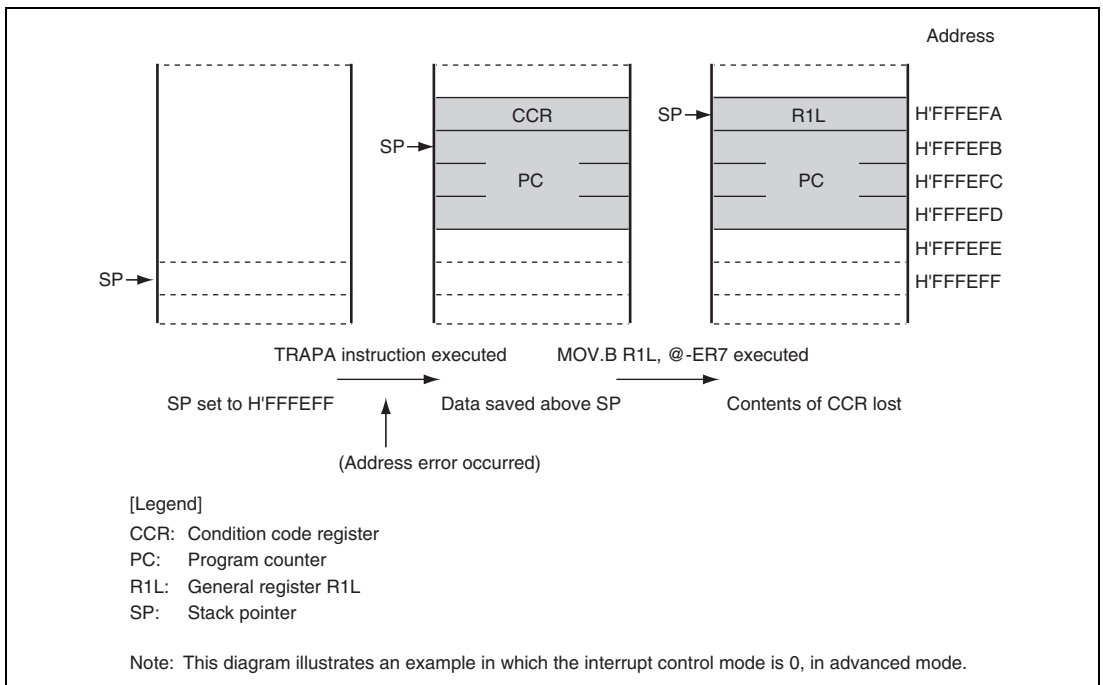 Address
CCR
SP
R1L
H'FFFEFA
SP
H'FFFEFB
PC
PC
H'FFFEFC
H'FFFEFD
H'FFFEFE
SP
H'FFFEFF
TRAPA instruction executed
MOV.B R1L, @-ER7 executed
SP set to H'FFFEFF
Data saved above SP
Contents of CCR lost
(Address error occurred)
[Legend]
CCR: Condition code register
PC: Program counter
R1L: General register R1L
SP: Stack pointer
Note: This diagram illustrates an example in which the interrupt control mode is 0, in advanced mode.